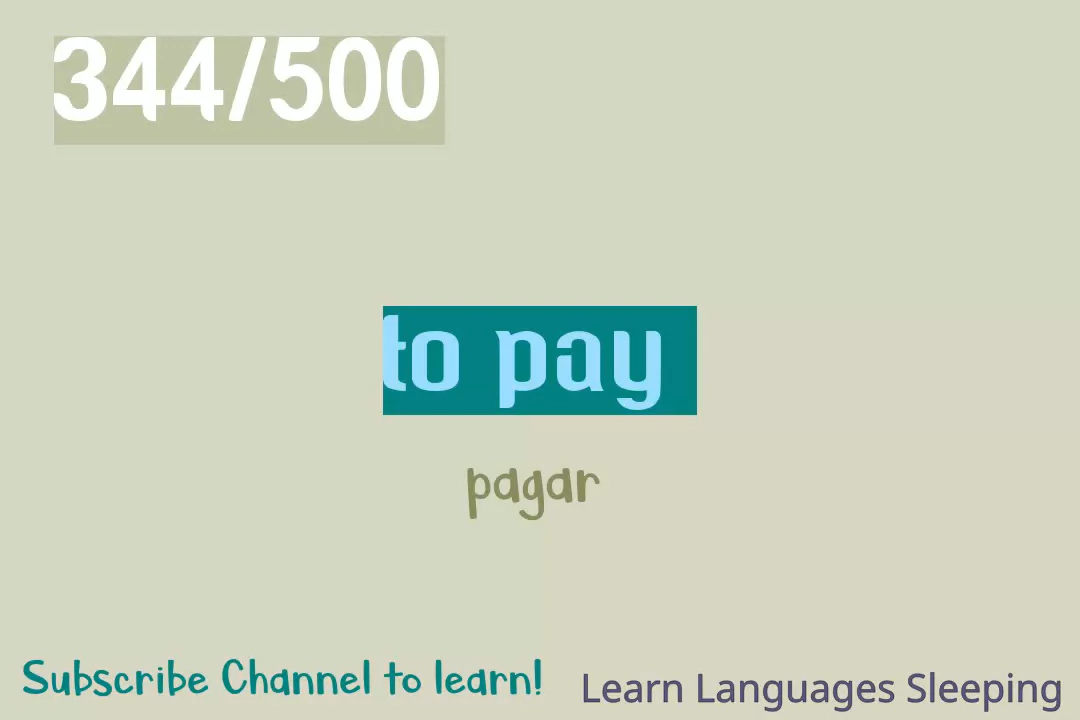 344/500
to pay
pagar
Subscribe Channel to learn!
Learn Languages Sleeping